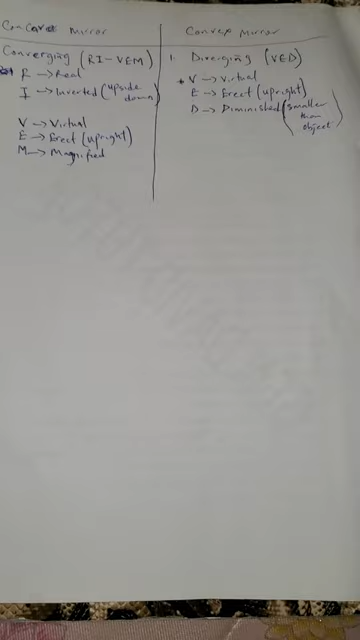 Concave Mirror
Converging (RI-VEM)
R → Real
I → Inverted (upside down)
V → Virtual
E → Erect (upright)
M → Magnified
Convex Mirror
1. Diverging (VED)
V → Virtual
E → Erect (upright)
D → Diminished (smaller than object)